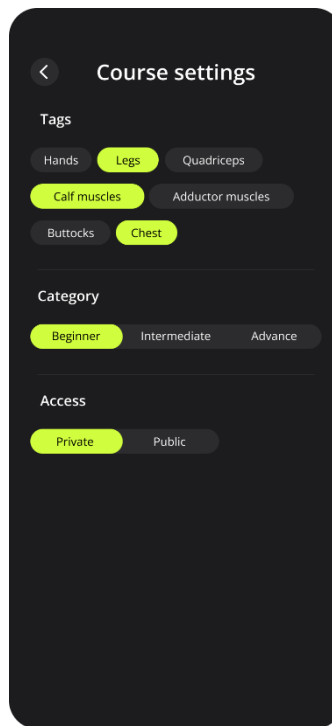 Course settings
Tags
Hands Legs Quadriceps
Calf muscles Adductor muscles
Buttocks Chest
Category
Beginner Intermediate Advance
Access
Private Public